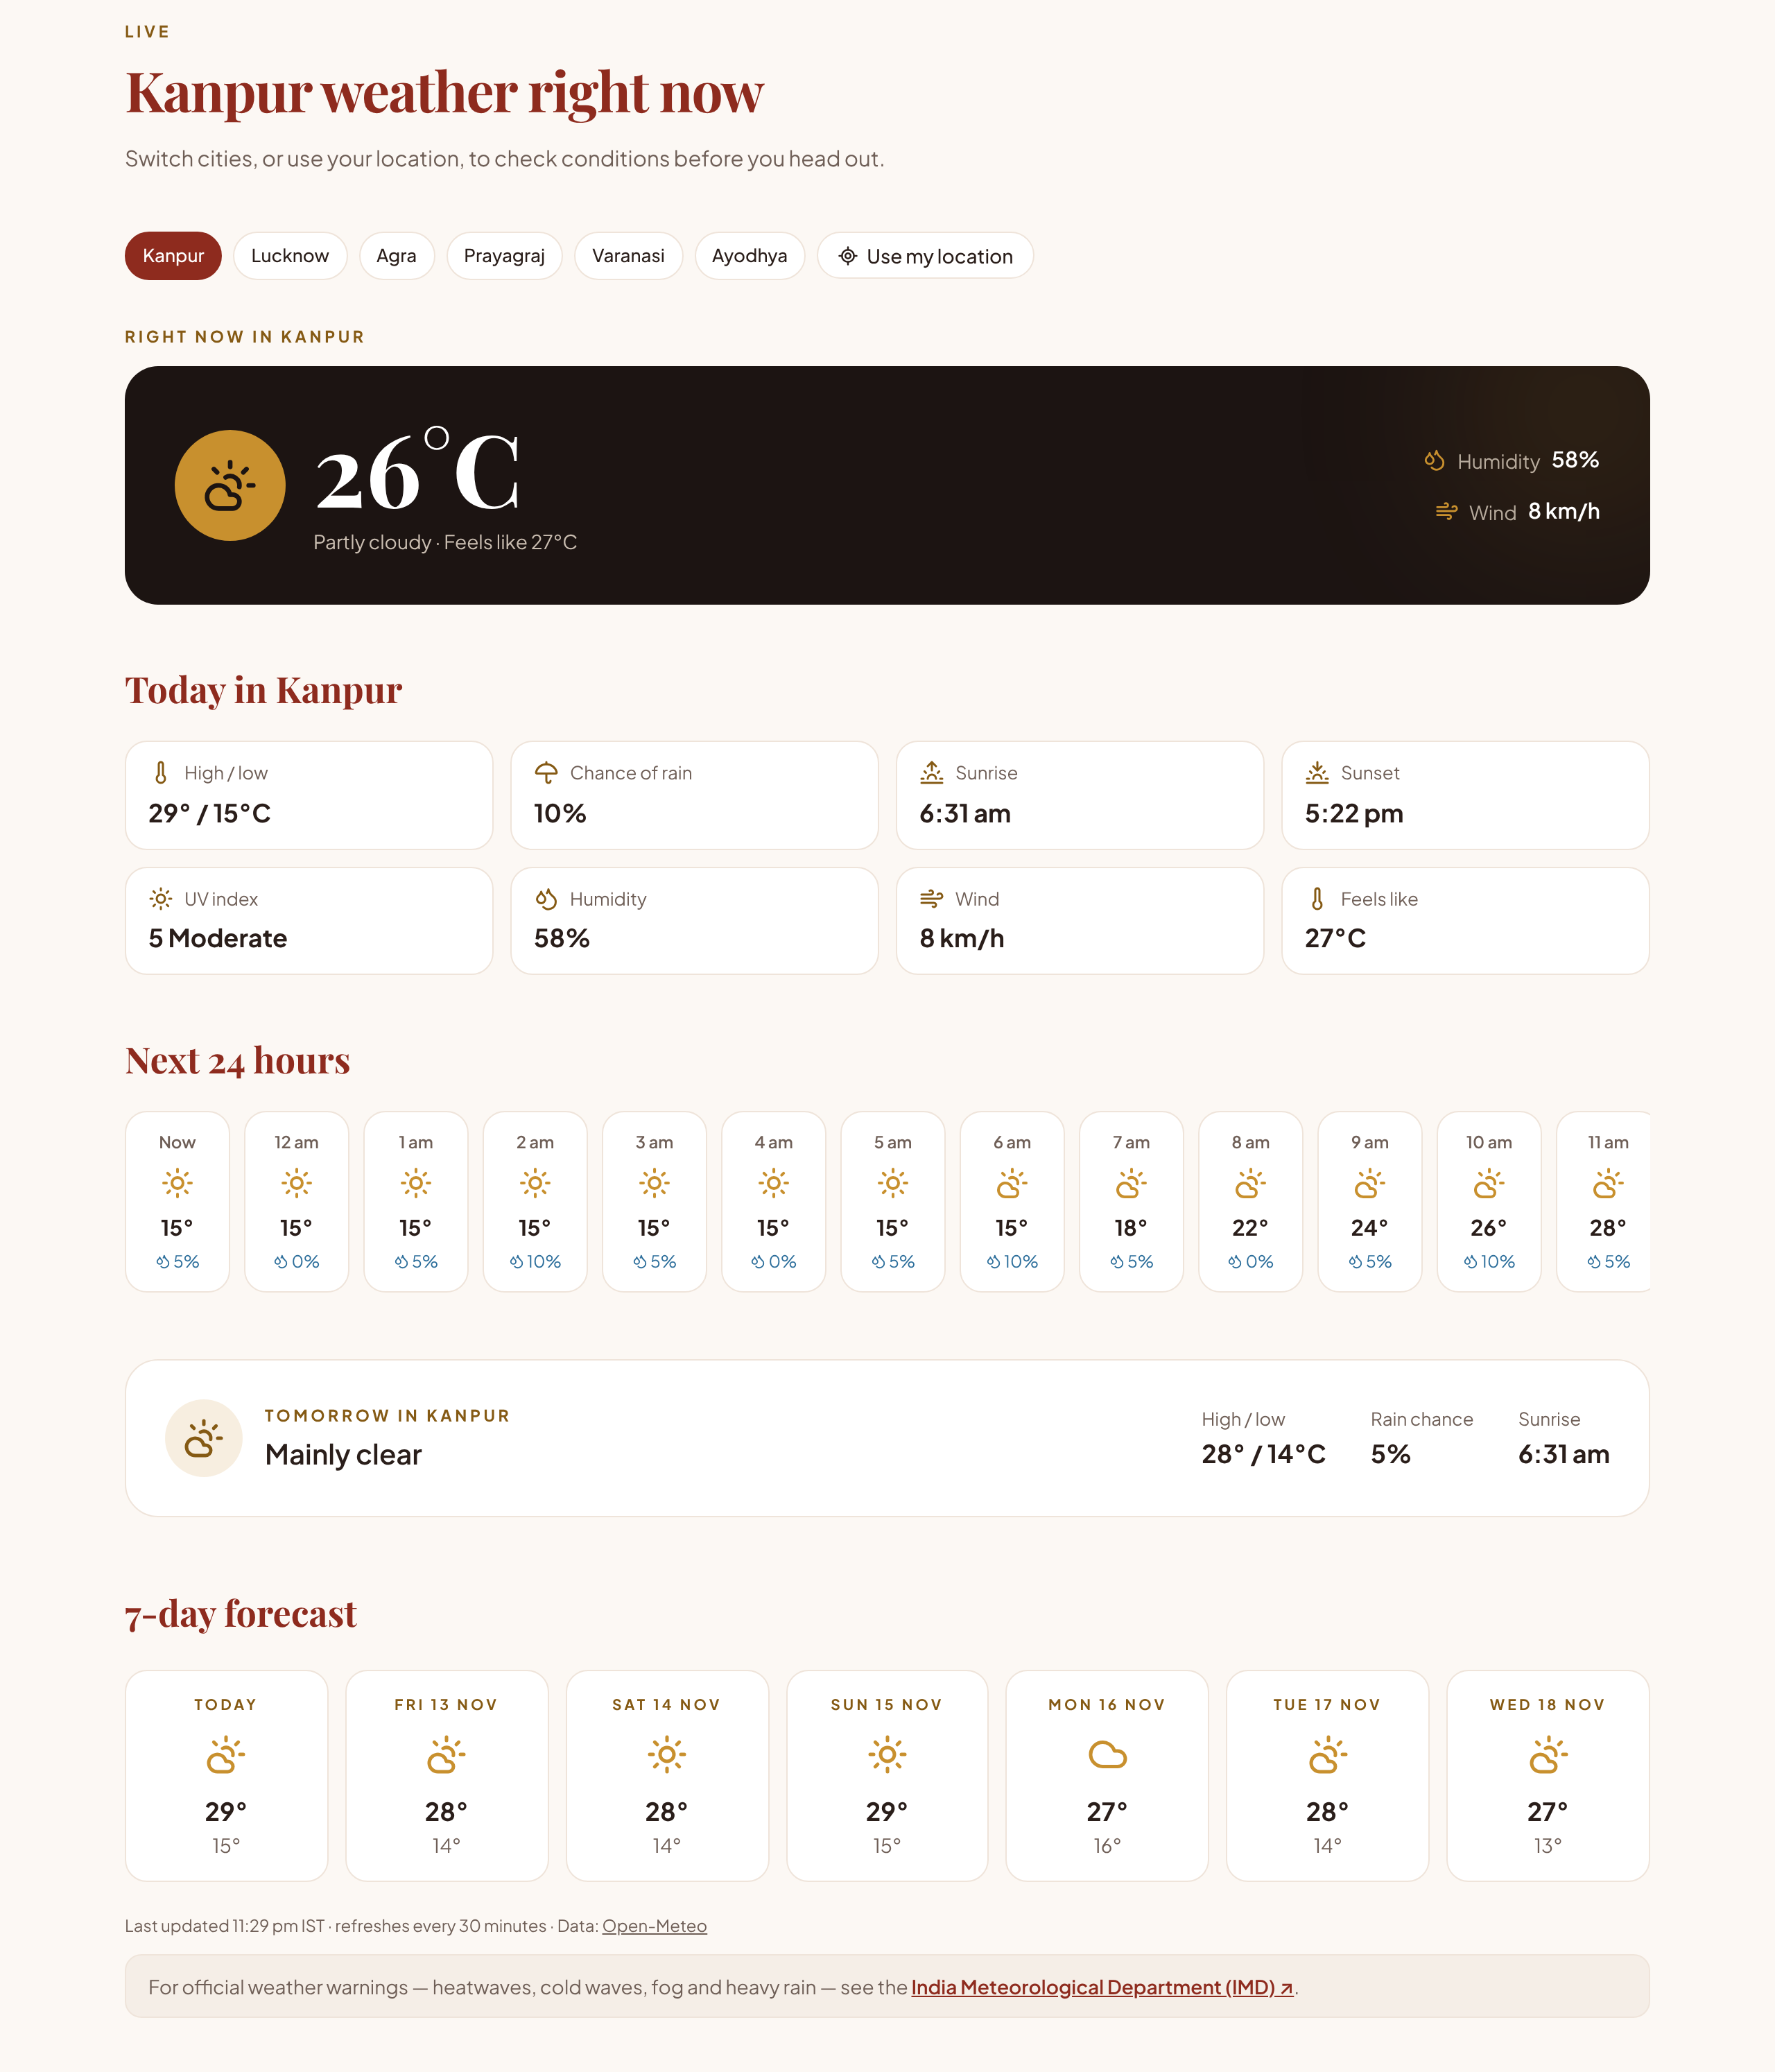 LIVE
Kanpur weather right now
Switch cities, or use your location, to check conditions before you head out.
Kanpur Lucknow Agra Prayagraj Varanasi Ayodhya Use my location
RIGHT NOW IN KANPUR
26°C
Partly cloudy · Feels like 27°C
Humidity 58%
Wind 8 km/h
Today in Kanpur
High / low
29° / 15°C
Chance of rain
10%
Sunrise
6:31 am
Sunset
5:22 pm
UV index
5 Moderate
Humidity
58%
Wind
8 km/h
Feels like
27°C
Next 24 hours
Now 12 am 1 am 2 am 3 am 4 am 5 am 6 am 7 am 8 am 9 am 10 am 11 am
15° 15° 15° 15° 15° 15° 15° 15° 18° 22° 24° 26° 28°
5% 0% 5% 10% 5% 0% 5% 10% 5% 0% 5% 10% 5%
TOMORROW IN KANPUR
Mainly clear
High / low
28° / 14°C
Rain chance
5%
Sunrise
6:31 am
7-day forecast
TODAY FRI 13 NOV SAT 14 NOV SUN 15 NOV MON 16 NOV TUE 17 NOV WED 18 NOV
29° 28° 28° 29° 27° 28° 27°
15° 14° 14° 15° 16° 14° 13°
Last updated 11:29 pm IST · refreshes every 30 minutes · Data: Open-Meteo
For official weather warnings — heatwaves, cold waves, fog and heavy rain — see the India Meteorological Department (IMD) ↗.